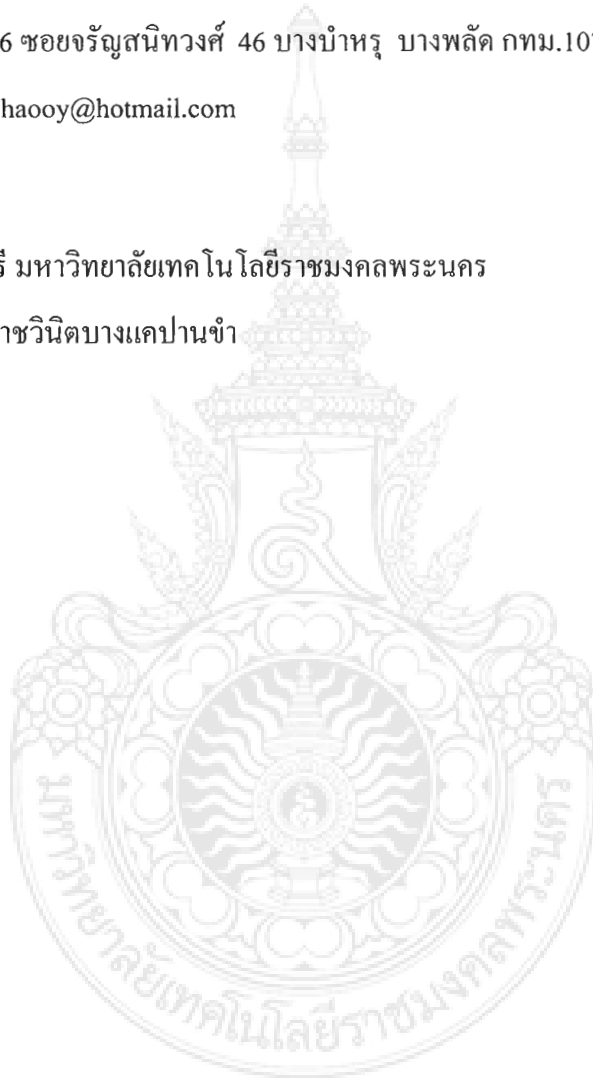 6 ซอยจรัญสนิทวงศ์ 46 บางบำหรุ บางพลัด กทม.10
haooy@hotmail.com
รี มหาวิทยาลัยเทคโนโลยีราชมงคลพระนคร
าชวินิตบางแคปานขำ
มหาวิทยาลัยเทคโนโลยีราชมงคลพระนคร